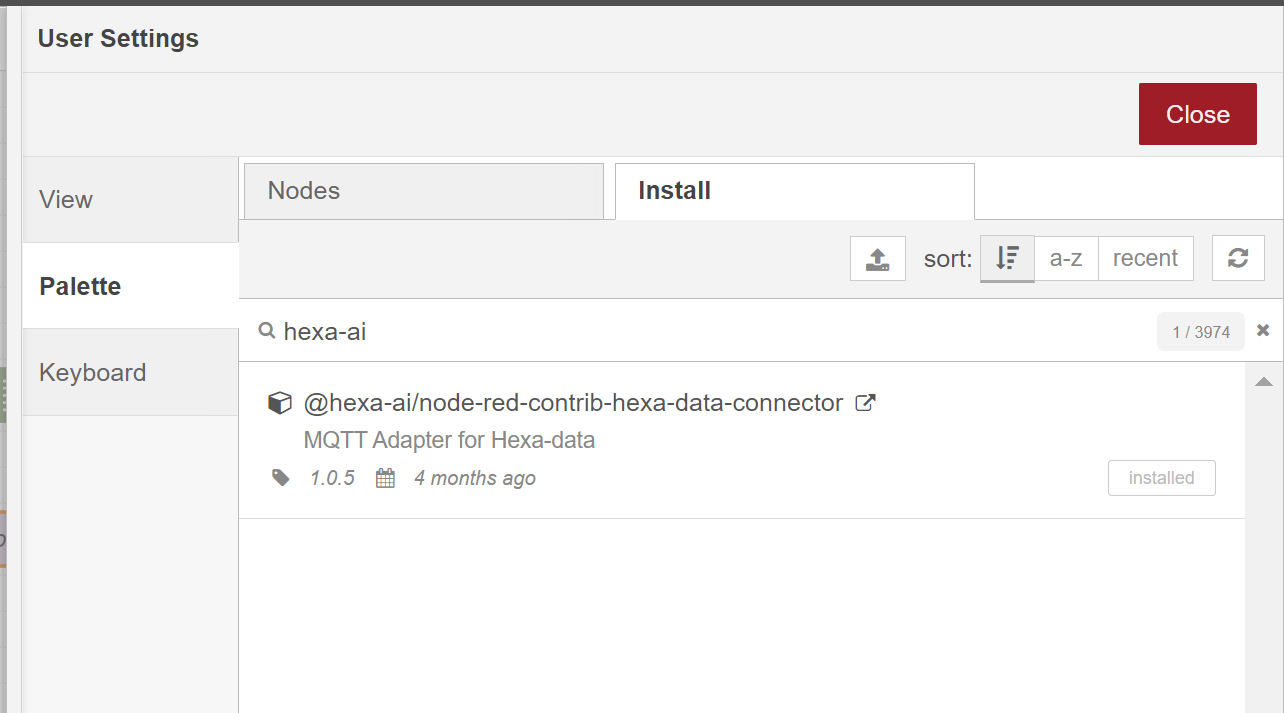 User Settings
Close
View
Palette
Keyboard
Nodes
Install
sort:
a-z
recent
hexa-ai
1 / 3974
@hexa-ai/node-red-contrib-hexa-data-connector
MQTT Adapter for Hexa-data
1.0.5 4 months ago
installed